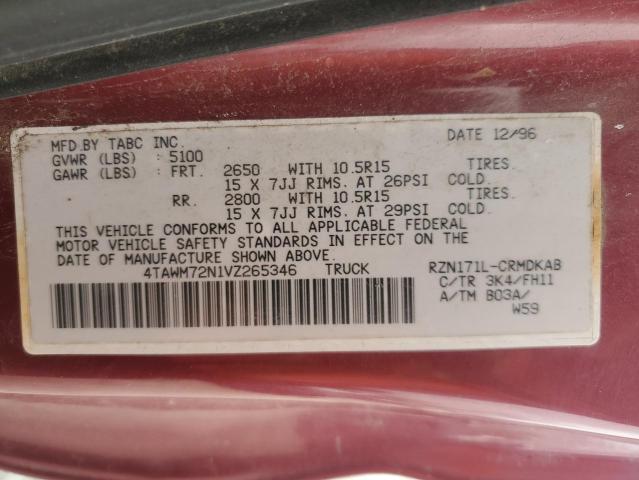 MFD.BY TABC INC. DATE 12/96
GVWR (LBS) : 5100
GAWR (LBS) : FRT. 2650 WITH 10.5R15 TIRES.
15 X 7JJ RIMS. AT 26PSI COLD.
RR. 2800 WITH 10.5R15 TIRES.
15 X 7JJ RIMS. AT 29PSI COLD.
THIS VEHICLE CONFORMS TO ALL APPLICABLE FEDERAL
MOTOR VEHICLE SAFETY STANDARDS IN EFFECT ON THE
DATE OF MANUFACTURE SHOWN ABOVE.
4TAWM72N1VZ265346 TRUCK RZN171L-CRMDKAB
C/TR 3K4/FH11
A/TM B03A/
W59